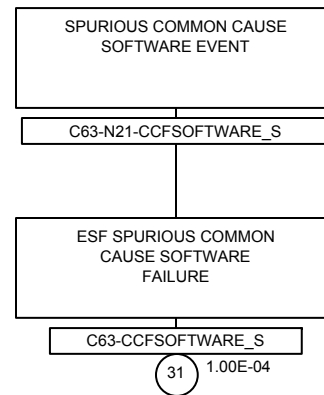 SPURIOUS COMMON CAUSE
SOFTWARE EVENT
C63-N21-CCFSOFTWARE_S
ESF SPURIOUS COMMON
CAUSE SOFTWARE
FAILURE
C63-CCFSOFTWARE_S
31 1.00E-04